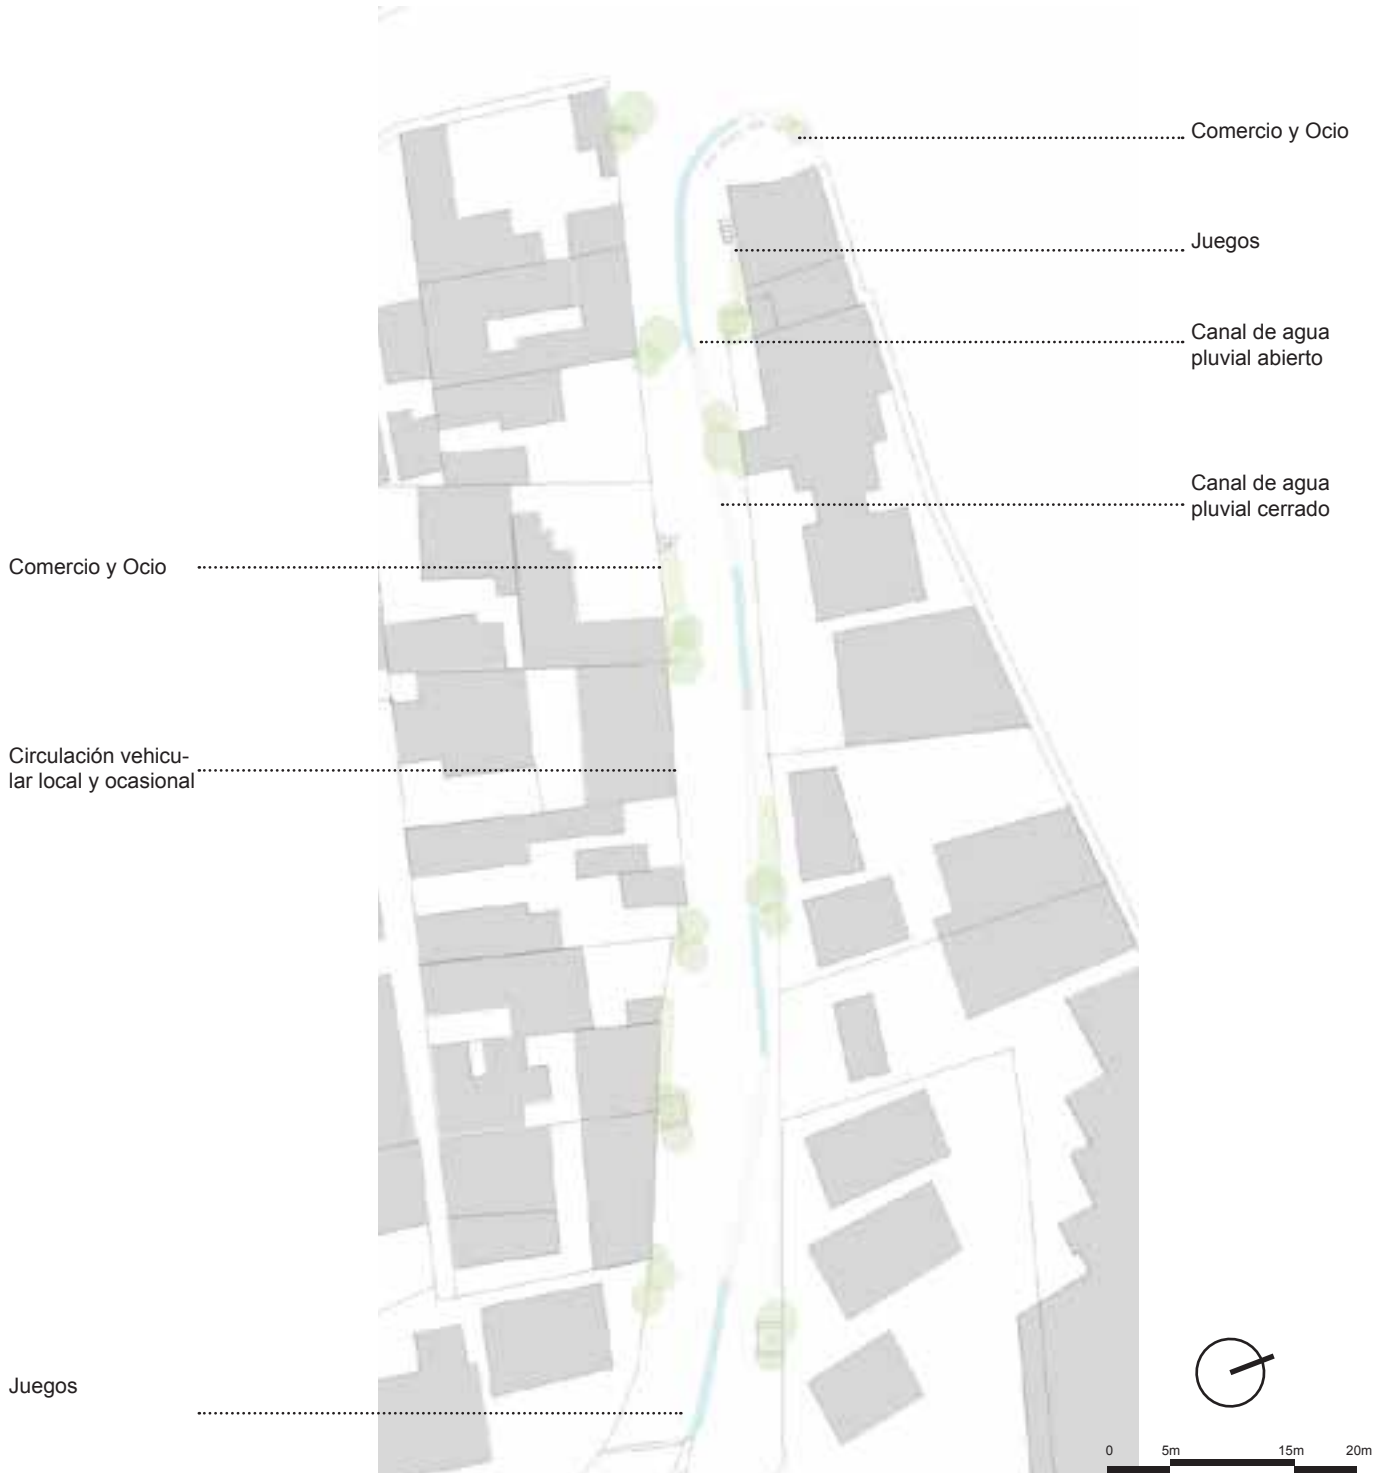 Comercio y Ocio
Juegos
Canal de agua
pluvial abierto
Canal de agua
pluvial cerrado
Comercio y Ocio
Circulación vehicu-
lar local y ocasional
Juegos
0 5m 15m 20m